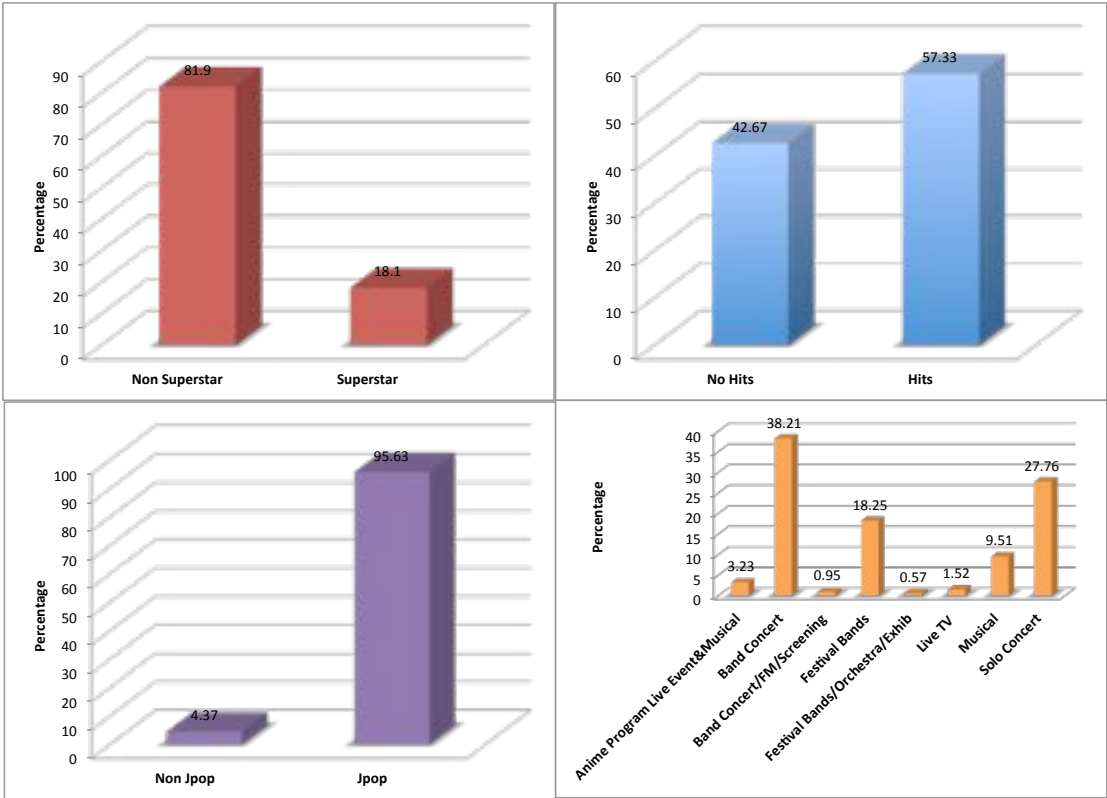 Percentage
90
80
70
60
50
40
30
20
10
0
81.9
18.1
Non Superstar
Superstar
Percentage
60
50
40
30
20
10
0
42.67
57.33
No Hits
Hits
Percentage
100
90
80
70
60
50
40
30
20
10
0
4.37
95.63
Non Jpop
Jpop
Percentage
40
35
30
25
20
15
10
5
0
3.23
38.21
0.95
18.25
0.57
1.52
9.51
27.76
Anime Program Live Event&Musical
Band Concert
Band Concert/FM/Screening
Festival Bands
Festival Bands/Orchestra/Exhib
Live TV
Musical
Solo Concert